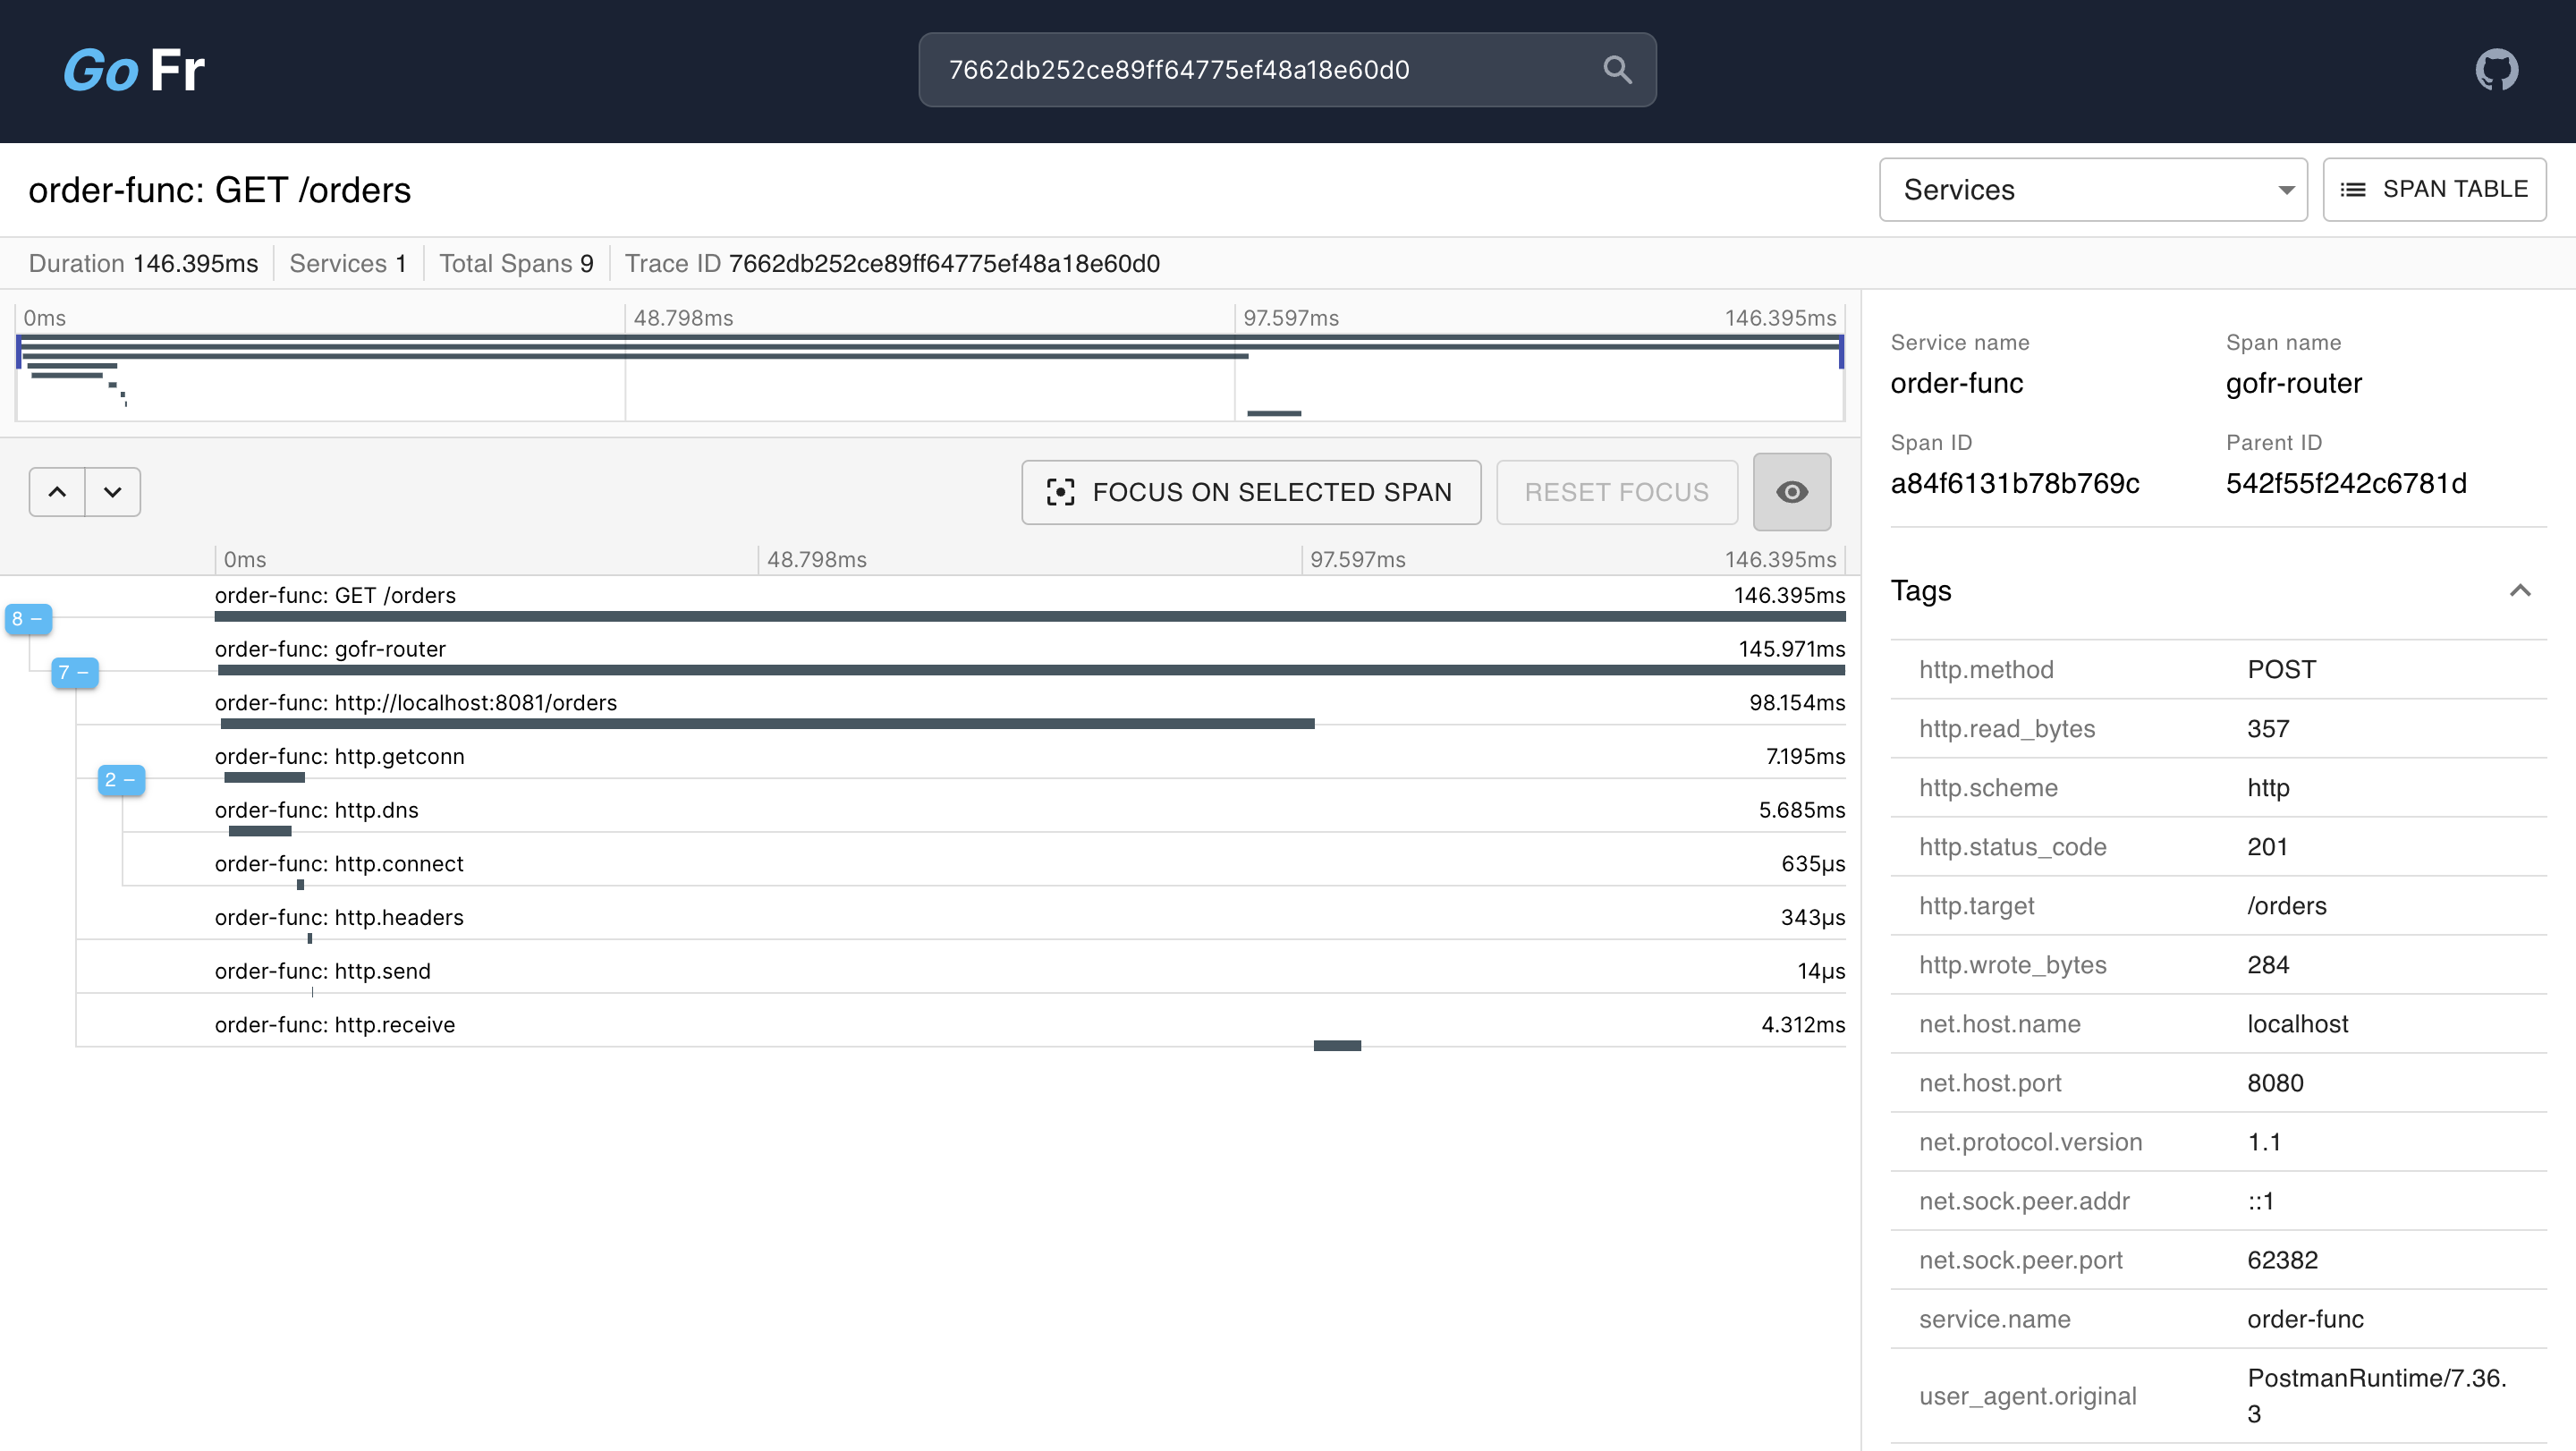 Go Fr
7662db252ce89ff64775ef48a18e60d0
order-func: GET /orders
Services
SPAN TABLE
Duration 146.395ms
Services 1
Total Spans 9
Trace ID 7662db252ce89ff64775ef48a18e60d0
0ms 48.798ms 97.597ms 146.395ms
FOCUS ON SELECTED SPAN
RESET FOCUS
0ms 48.798ms 97.597ms 146.395ms
order-func: GET /orders 146.395ms
8 –
order-func: gofr-router 145.971ms
7 –
order-func: http://localhost:8081/orders 98.154ms
order-func: http.getconn 7.195ms
2 –
order-func: http.dns 5.685ms
order-func: http.connect 635µs
order-func: http.headers 343µs
order-func: http.send 14µs
order-func: http.receive 4.312ms
Service name
order-func
Span name
gofr-router
Span ID
a84f6131b78b769c
Parent ID
542f55f242c6781d
Tags
http.method POST
http.read_bytes 357
http.scheme http
http.status_code 201
http.target /orders
http.wrote_bytes 284
net.host.name localhost
net.host.port 8080
net.protocol.version 1.1
net.sock.peer.addr ::1
net.sock.peer.port 62382
service.name order-func
user_agent.original PostmanRuntime/7.36.
3